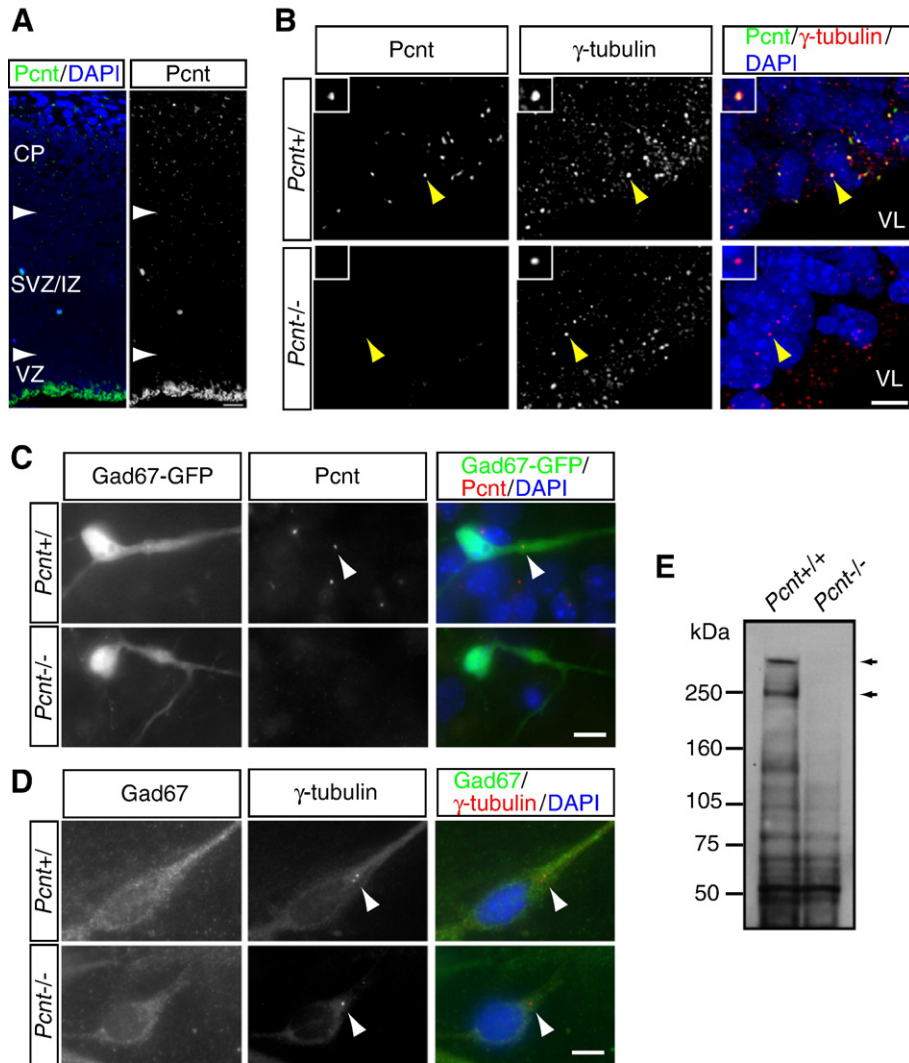 A
Pcnt/DAPI
Pcnt
CP
SVZ/IZ
VZ
B
Pcnt
γ-tubulin
Pcnt/γ-tubulin/
DAPI
Pcnt+/
VL
Pcnt-/-
VL
C
Gad67-GFP
Pcnt
Gad67-GFP/
Pcnt/DAPI
Pcnt+/
Pcnt-/-
D
Gad67
γ-tubulin
Gad67/
γ-tubulin/DAPI
Pcnt+/
Pcnt-/-
E
Pcnt+/+
Pcnt-/-
kDa
250
160
105
75
50